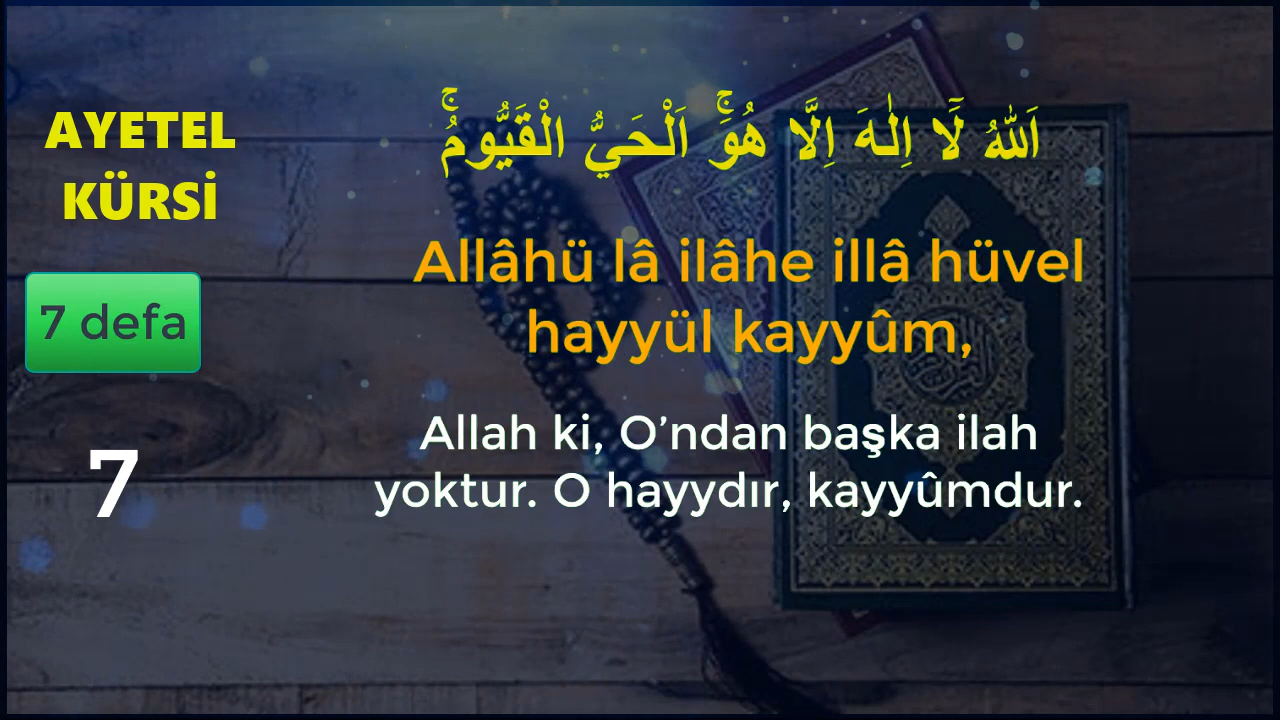 AYETEL
KÜRSİ
7 defa
7
اَللّٰهُ لَٓا اِلٰهَ اِلَّا هُوَۚ اَلْحَيُّ الْقَيُّومُۚ
Allâhü lâ ilâhe illâ hüvel
hayyül kayyûm,
Allah ki, O’ndan başka ilah
yoktur. O hayydır, kayyûmdur.